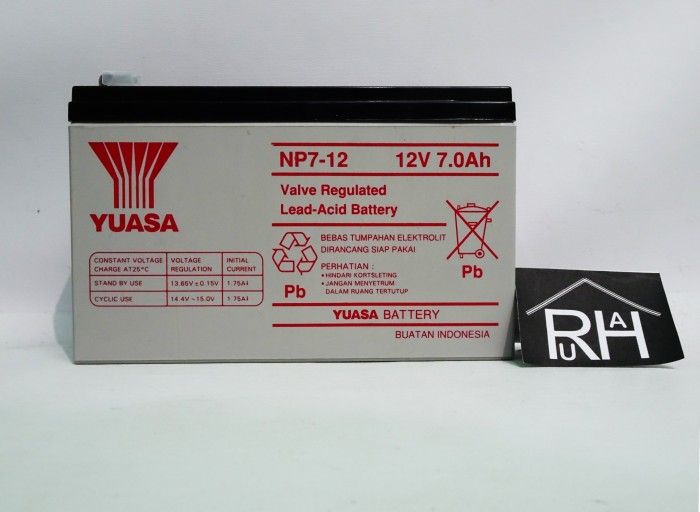 YUASA
NP7-12 12V 7.0Ah
Valve Regulated
Lead-Acid Battery
CONSTANT VOLTAGE CHARGE AT25°C VOLTAGE REGULATION INITIAL CURRENT
STAND BY USE 13.65V±0.15V 1.75A
CYCLIC USE 14.4V~15.0V 1.75A
BEBAS TUMPAHAN ELEKTROLIT
DIRANCANG SIAP PAKAI
PERHATIAN :
• HINDARI KORTSLETING
• JANGAN MENYETRUM
DALAM RUANG TERTUTUP
Pb
Pb
YUASA BATTERY
BUATAN INDONESIA
RUAH